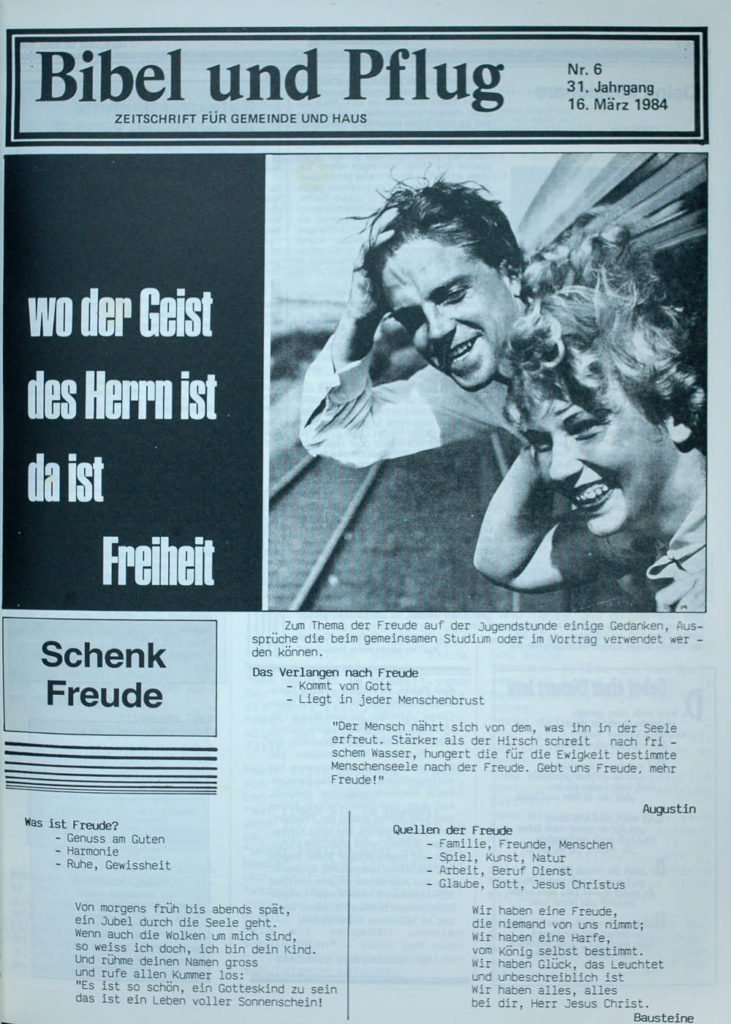 Bibel und Pflug
ZEITSCHRIFT FÜR GEMEINDE UND HAUS
Nr. 6
31. Jahrgang
16. März 1984
wo der Geist
des Herrn ist
da ist
Freiheit
Schenk
Freude
Zum Thema der Freude auf der Jugendstunde einige Gedanken, Aus-
sprüche die beim gemeinsamen Studium oder im Vortrag verwendet wer -
den können.
Das Verlangen nach Freude
- Kommt von Gott
- Liegt in jeder Menschenbrust
"Der Mensch nährt sich von dem, was ihn in der Seele
erfreut. Stärker als der Hirsch schreit nach fri -
schem Wasser, hungert die für die Ewigkeit bestimmte
Menschenseele nach der Freude. Gebt uns Freude, mehr
Freude!"
Augustin
Was ist Freude?
- Genuss am Guten
- Harmonie
- Ruhe, Gewissheit
Von morgens früh bis abends spät,
ein Jubel durch die Seele geht.
Wenn auch die Wolken um mich sind,
so weiss ich doch, ich bin dein Kind.
Und rühme deinen Namen gross
und rufe allen Kummer los:
"Es ist so schön, ein Gotteskind zu sein
das ist ein Leben voller Sonnenschein!
Quellen der Freude
- Familie, Freunde, Menschen
- Spiel, Kunst, Natur
- Arbeit, Beruf Dienst
- Glaube, Gott, Jesus Christus
Wir haben eine Freude,
die niemand von uns nimmt;
Wir haben eine Harfe,
vom König selbst bestimmt.
Wir haben Glück, das Leuchtet
und unbeschreiblich ist
Wir haben alles, alles
bei dir, Herr Jesus Christ.
Bausteine